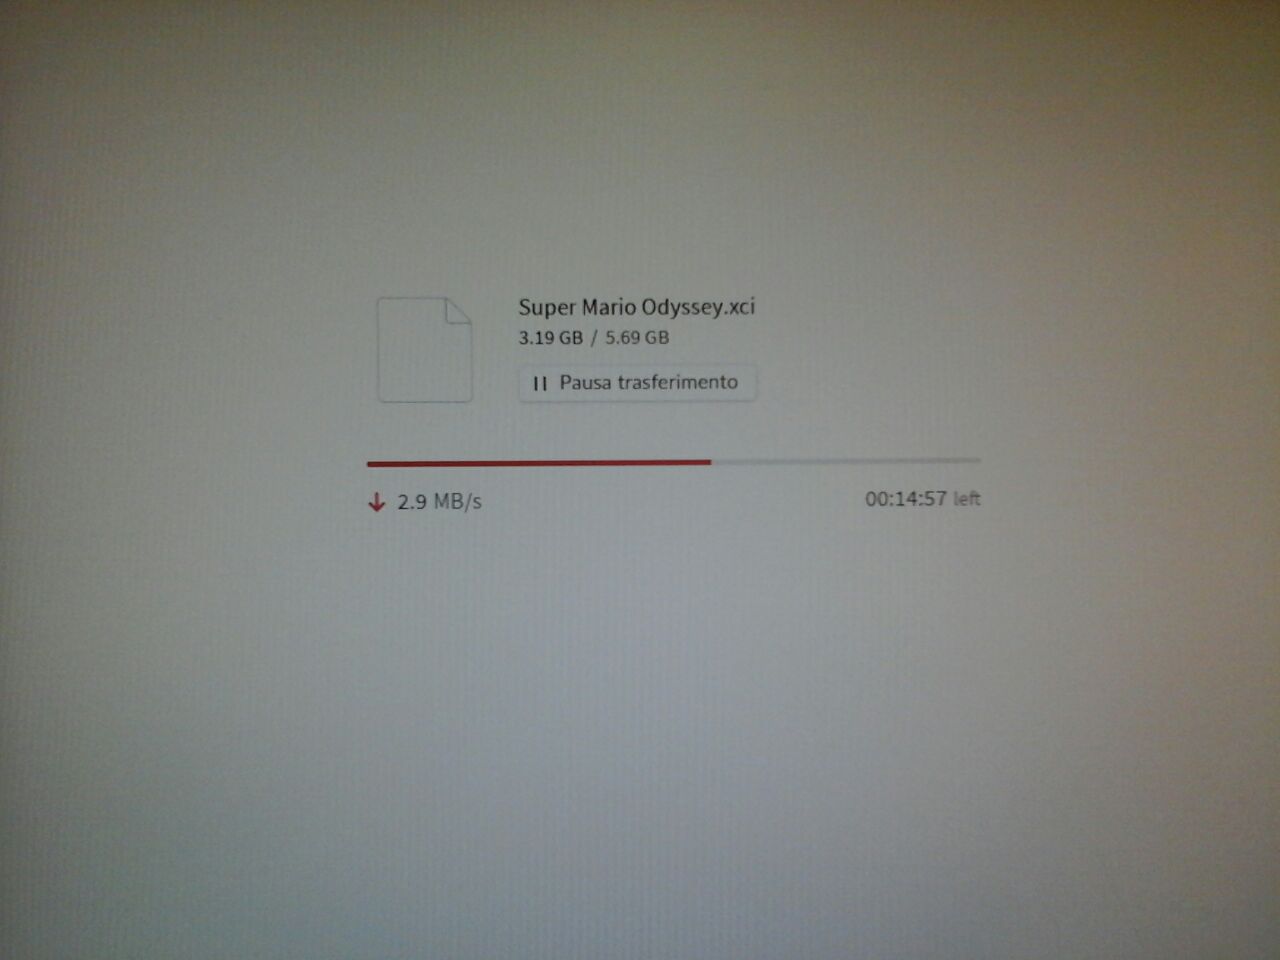 Super Mario Odyssey.xci
3.19 GB / 5.69 GB
Pausa trasferimento
2.9 MB/s
00:14:57 left